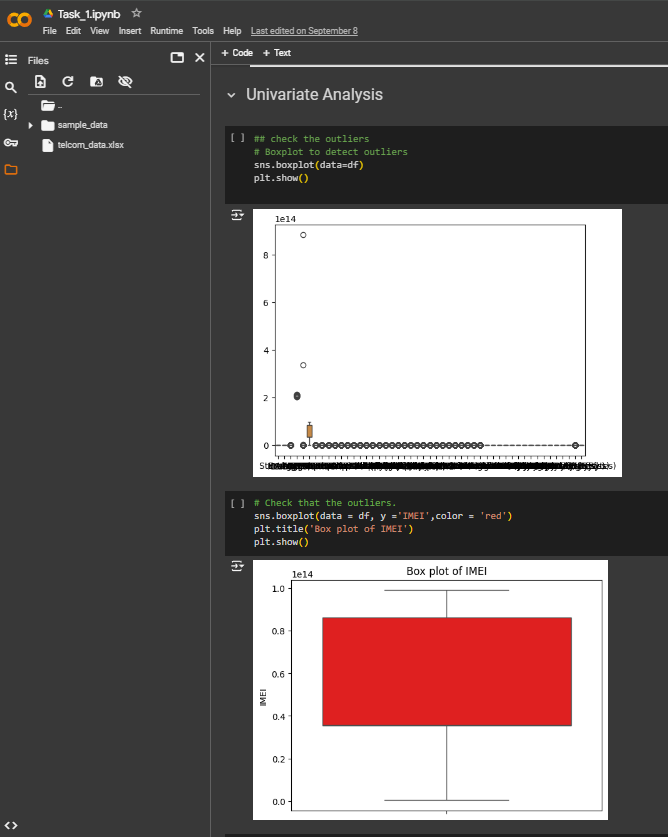 Task_1.ipynb
File Edit View Insert Runtime Tools Help Last edited on September 8
Files
+ Code + Text
..
sample_data
telcom_data.xlsx
{x}
Univariate Analysis
[ ] ## check the outliers
# Boxplot to detect outliers
sns.boxplot(data=df)
plt.show()
1e14
8
6
4
2
0
[ ] # Check that the outliers.
sns.boxplot(data = df, y ='IMEI',color = 'red')
plt.title('Box plot of IMEI')
plt.show()
Box plot of IMEI
1e14
1.0
0.8
0.6
0.4
0.2
0.0
IMEI